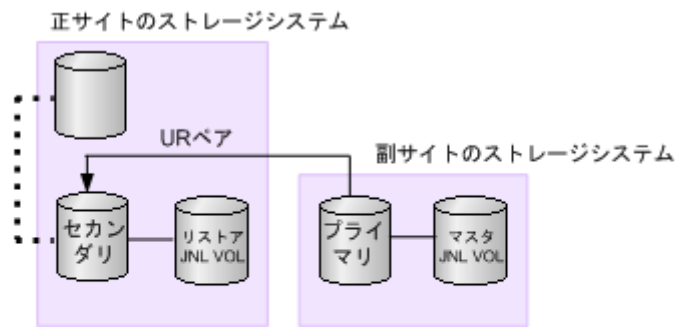 正サイトのストレージシステム
URペア
副サイトのストレージシステム
セカン
ダリ
リストア
JNL VOL
プライ
マリ
マスタ
JNL VOL